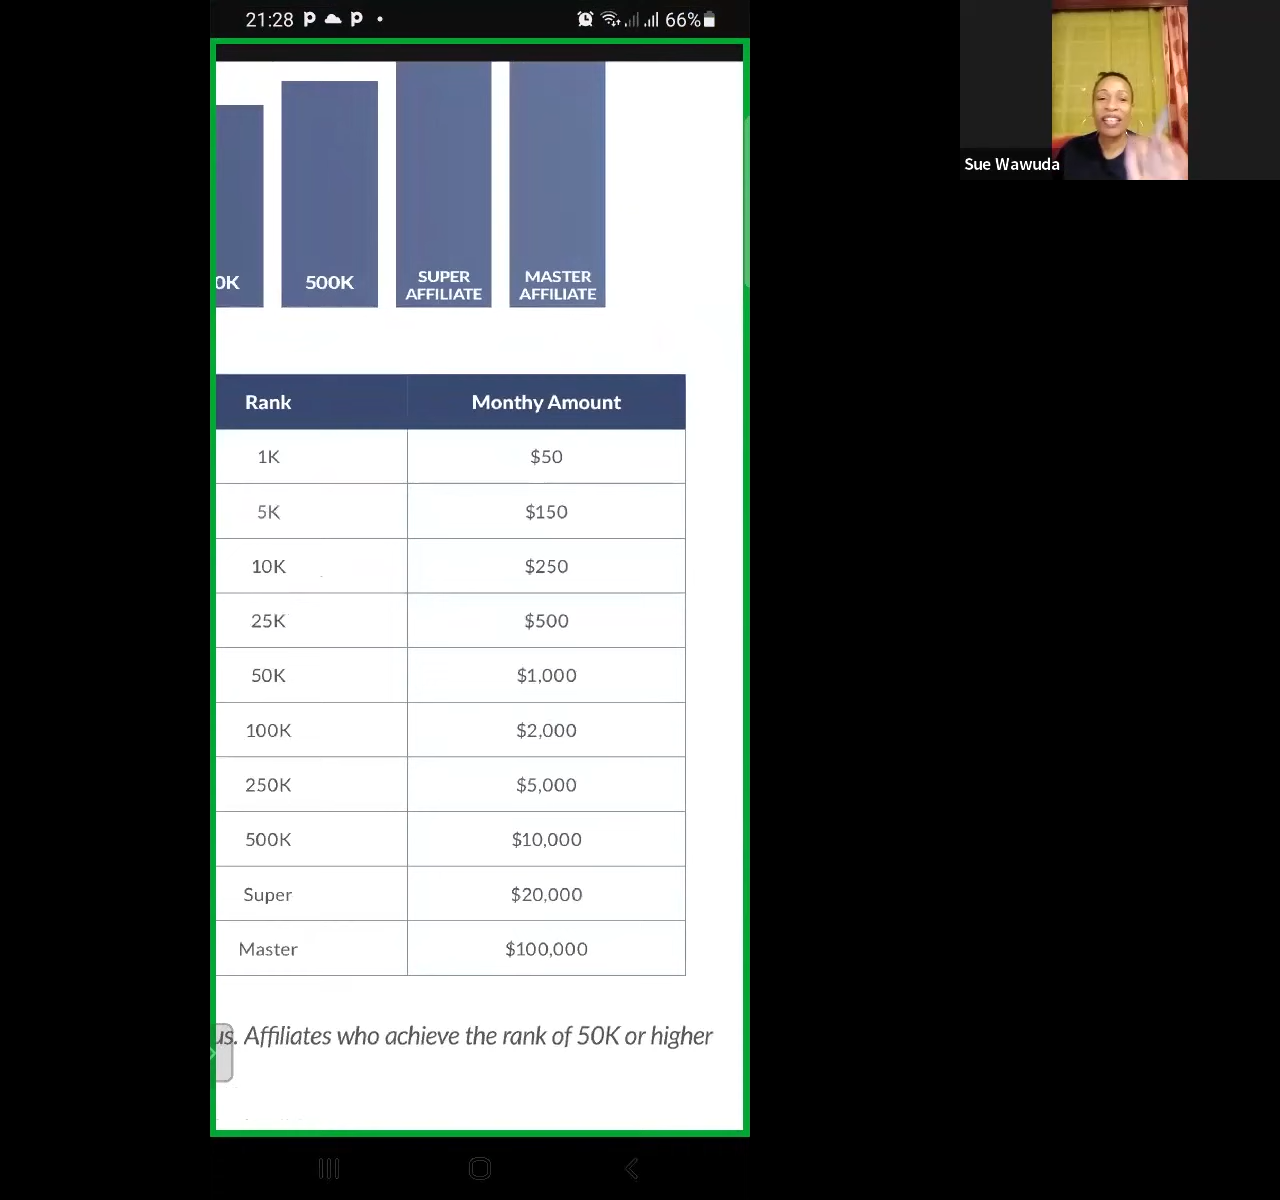 21:28 66%
Sue Wawuda
0K 500K SUPER AFFILIATE MASTER AFFILIATE
Rank Monthy Amount
1K $50
5K $150
10K $250
25K $500
50K $1,000
100K $2,000
250K $5,000
500K $10,000
Super $20,000
Master $100,000
us. Affiliates who achieve the rank of 50K or higher